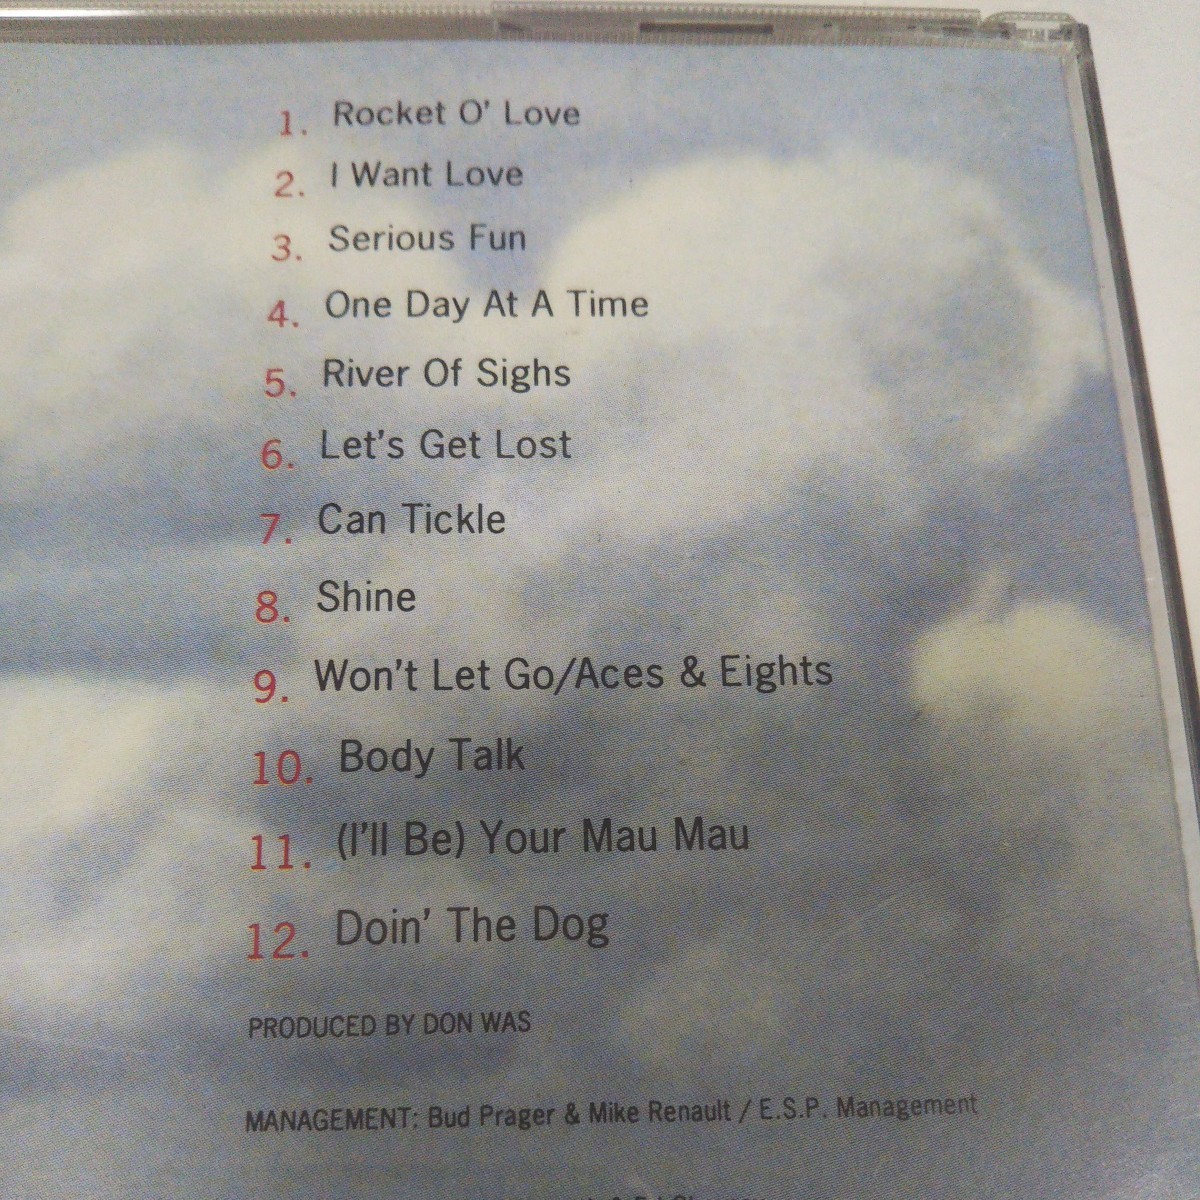 1. Rocket O' Love
2. I Want Love
3. Serious Fun
4. One Day At A Time
5. River Of Sighs
6. Let's Get Lost
7. Can Tickle
8. Shine
9. Won't Let Go/Aces & Eights
10. Body Talk
11. (I'll Be) Your Mau Mau
12. Doin' The Dog
PRODUCED BY DON WAS
MANAGEMENT: Bud Prager & Mike Renault / E.S.P. Management